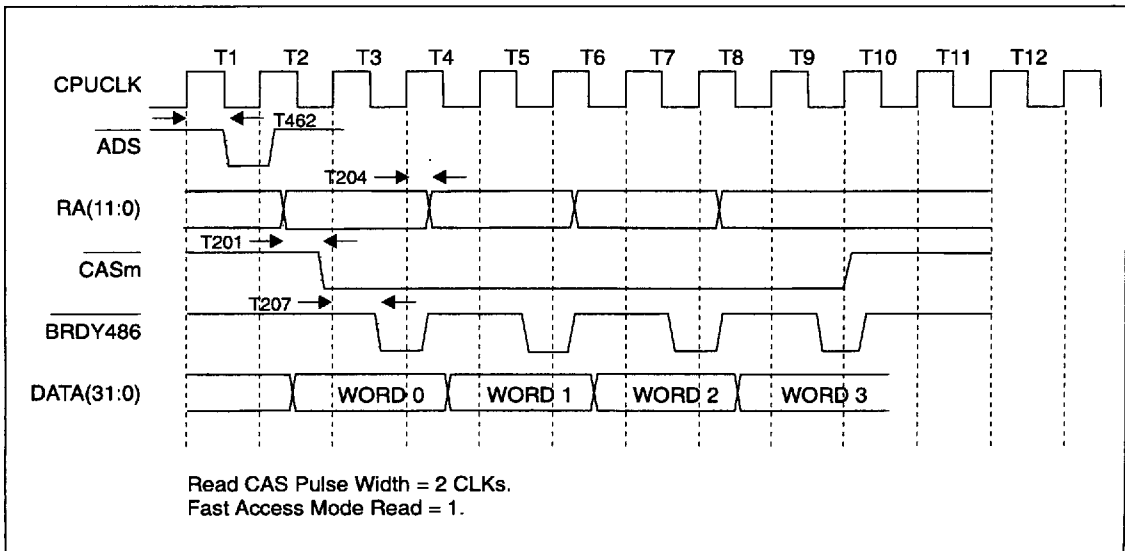 T1 T2 T3 T4 T5 T6 T7 T8 T9 T10 T11 T12
CPUCLK
T462
ADS
T204
RA(11:0)
T201
CASm
T207
BRDY486
DATA(31:0) WORD 0 WORD 1 WORD 2 WORD 3
Read CAS Pulse Width = 2 CLKs.
Fast Access Mode Read = 1.